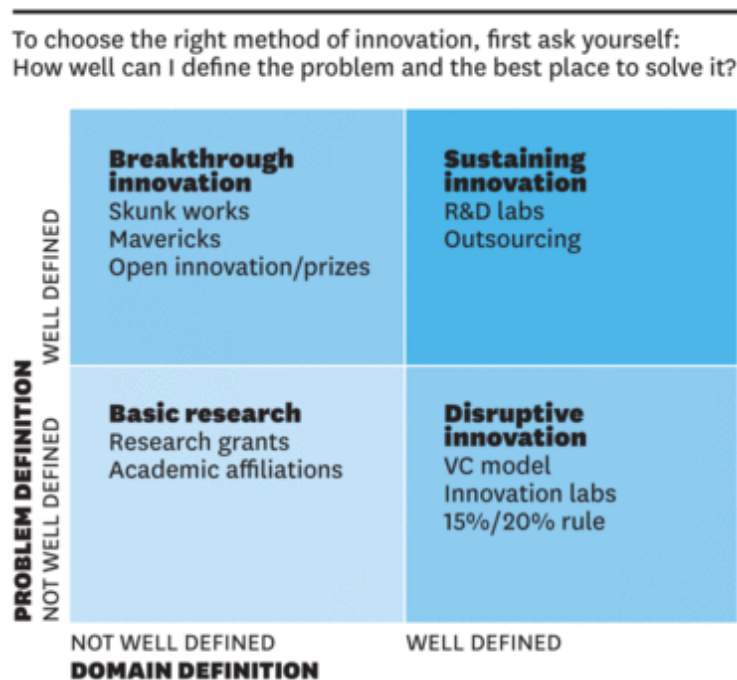 To choose the right method of innovation, first ask yourself:
How well can I define the problem and the best place to solve it?
Breakthrough
innovation
Skunk works
Mavericks
Open innovation/prizes
Sustaining
innovation
R&D labs
Outsourcing
Basic research
Research grants
Academic affiliations
Disruptive
innovation
VC model
Innovation labs
15%/20% rule
PROBLEM DEFINITION
WELL DEFINED
NOT WELL DEFINED
NOT WELL DEFINED
WELL DEFINED
DOMAIN DEFINITION